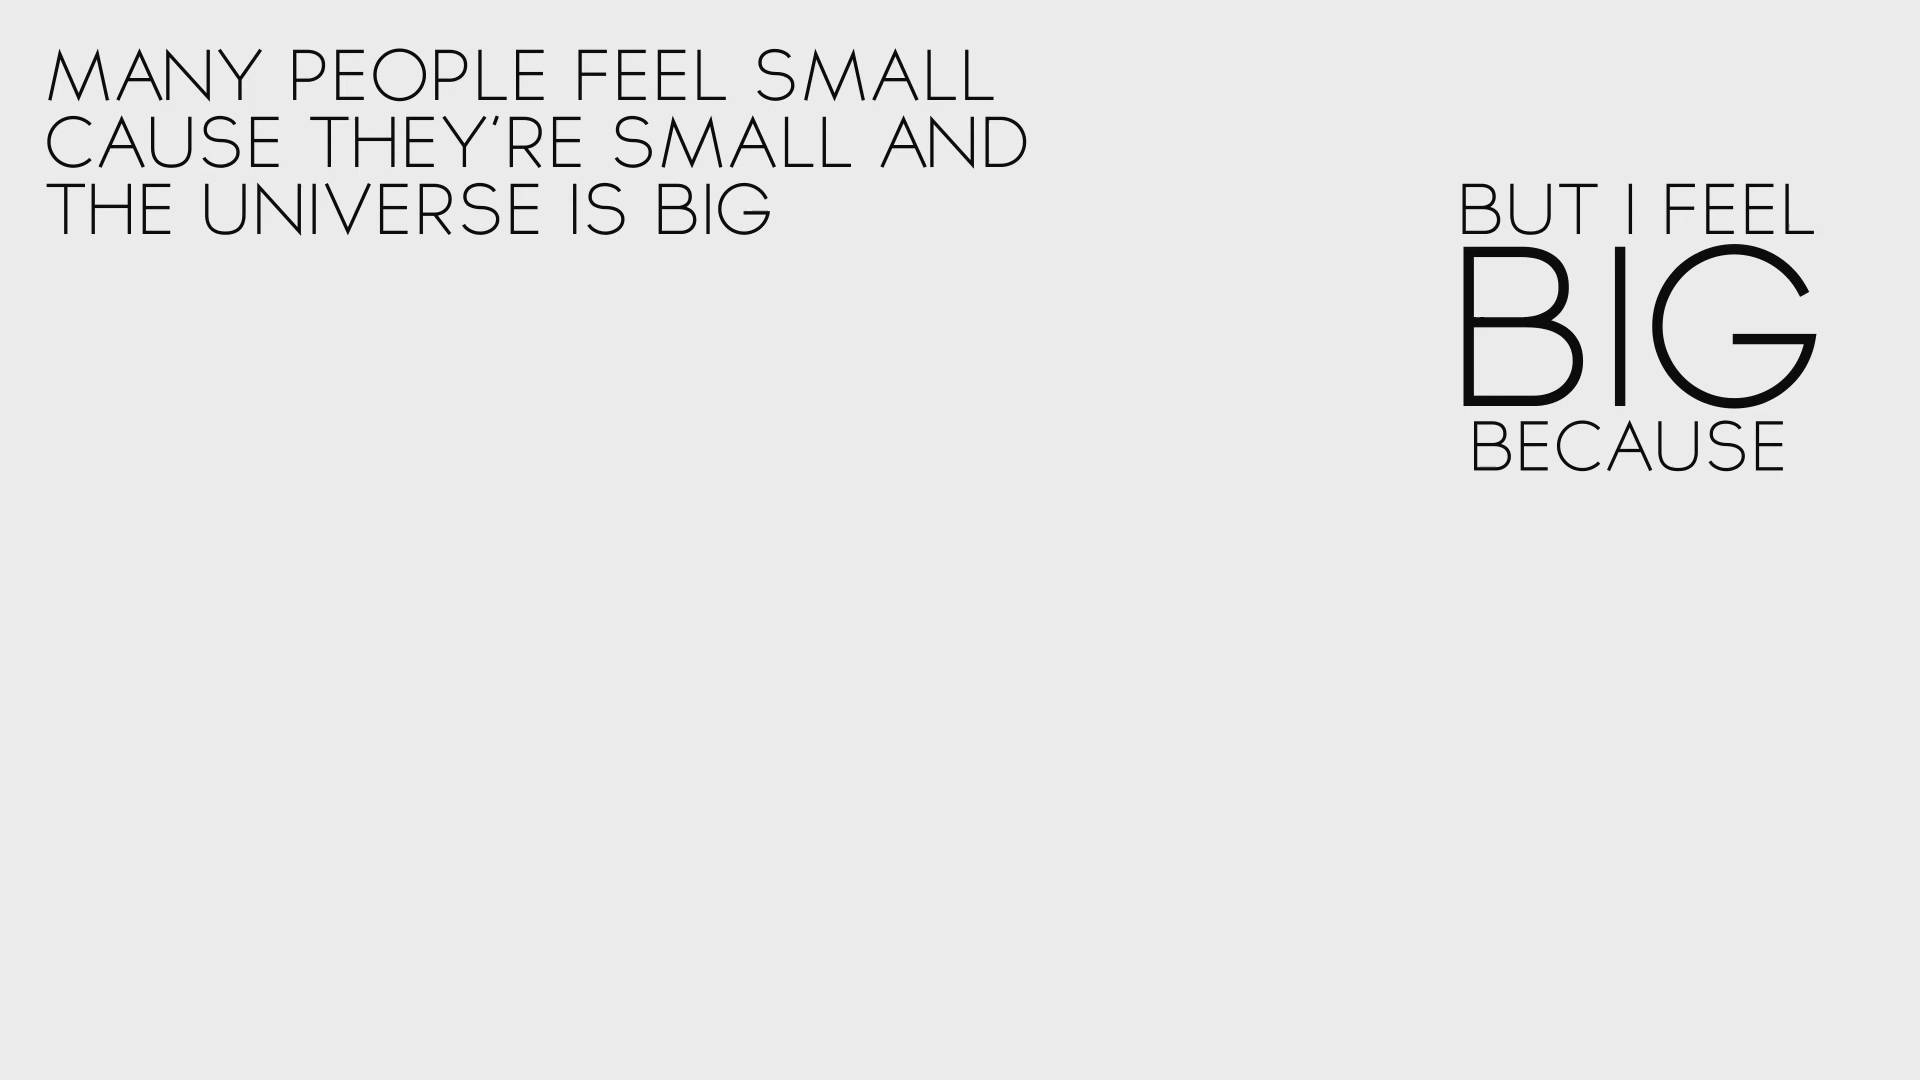 MANY PEOPLE FEEL SMALL
CAUSE THEY'RE SMALL AND
THE UNIVERSE IS BIG
BUT I FEEL
BIG
BECAUSE